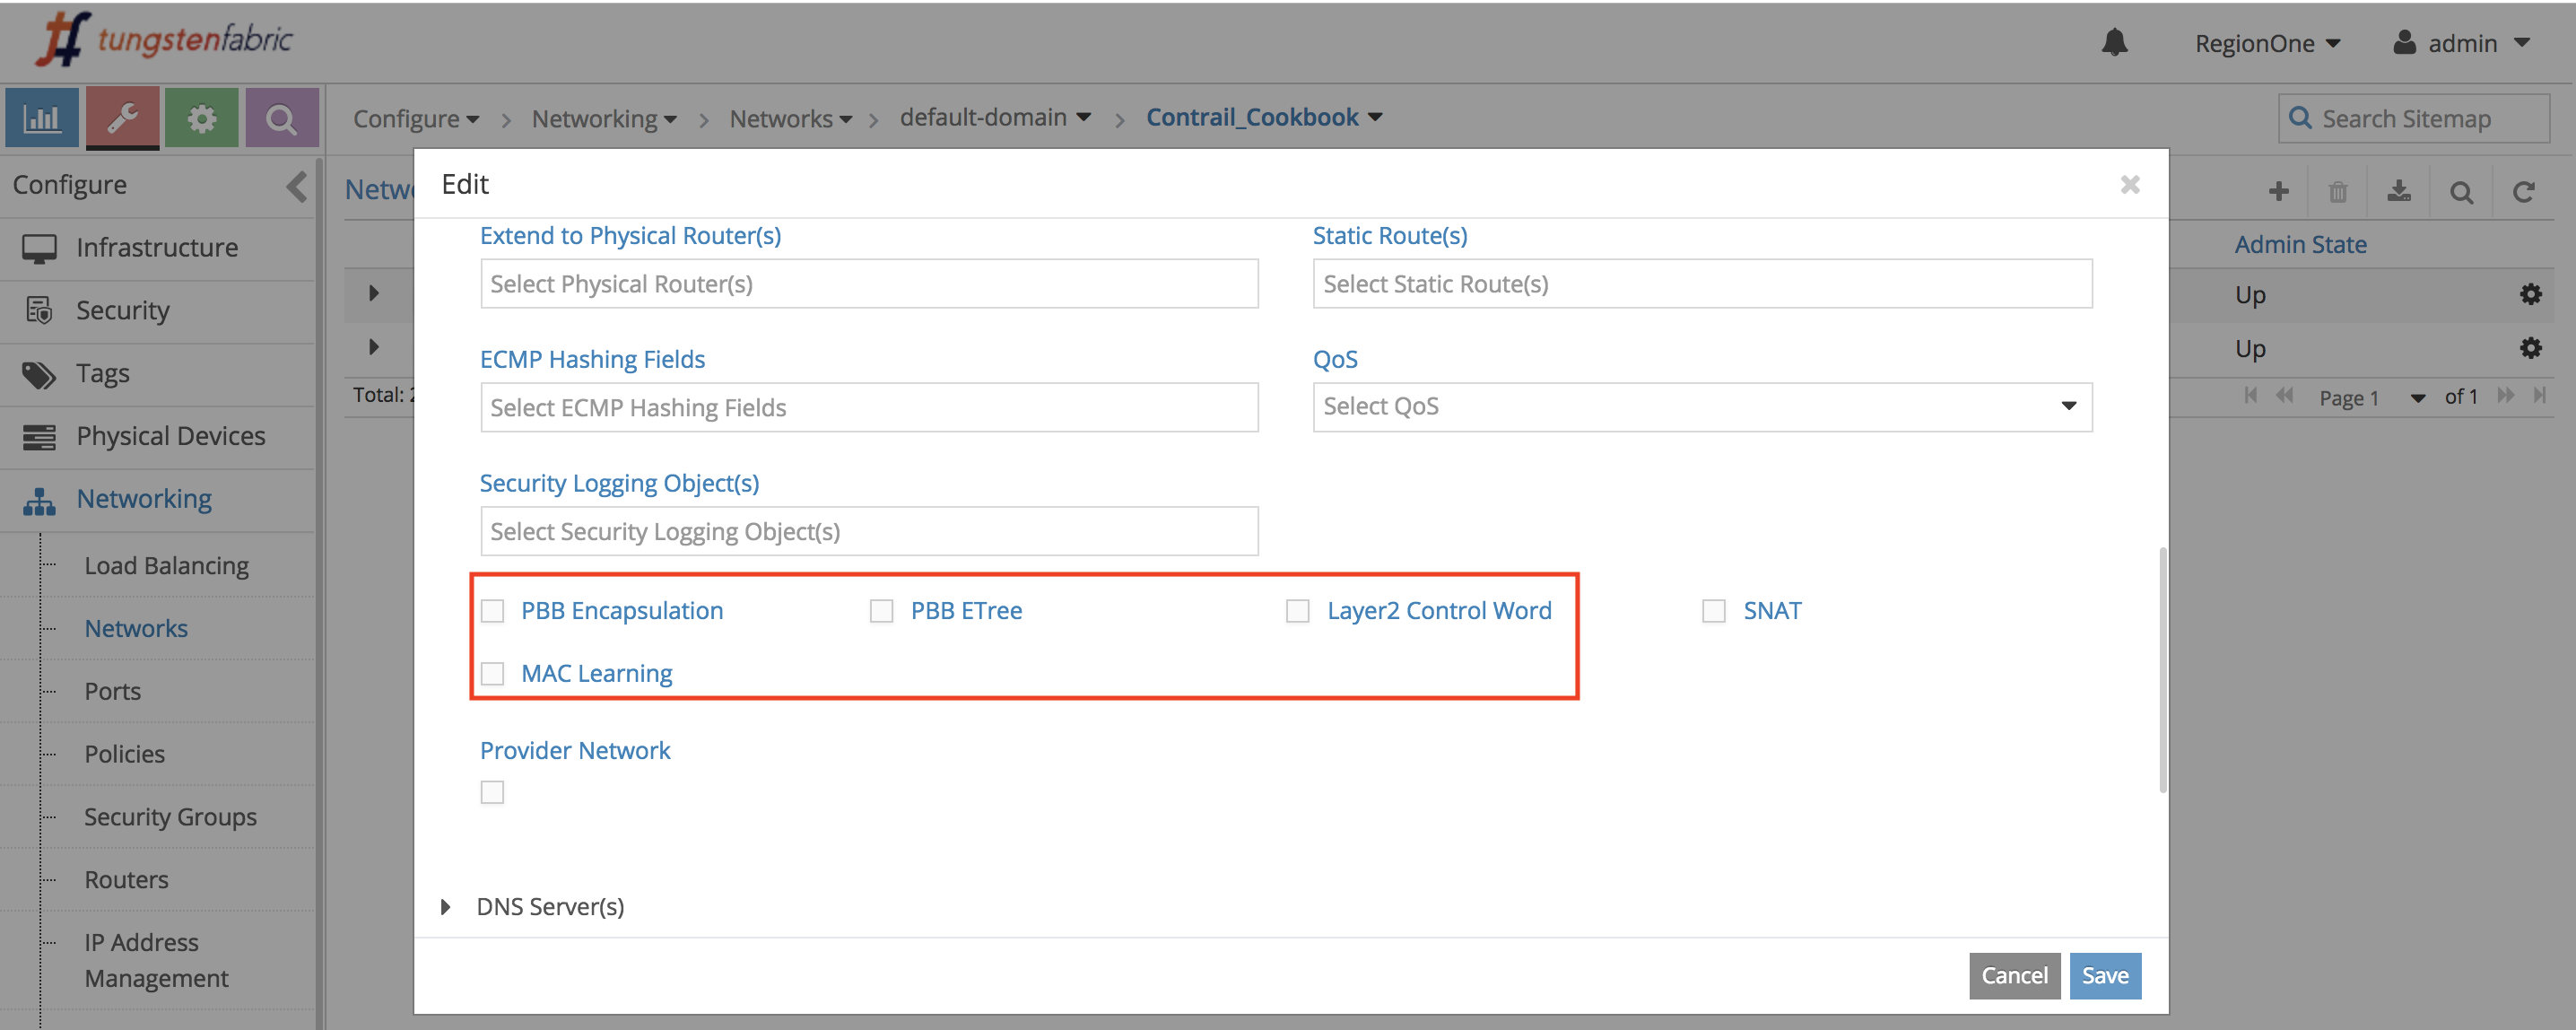 tungstenfabric
RegionOne
admin
Configure
Networking
Networks
default-domain
Contrail_Cookbook
Search Sitemap
Configure
Infrastructure
Security
Tags
Physical Devices
Networking
Load Balancing
Networks
Ports
Policies
Security Groups
Routers
IP Address
Management
Admin State
Up
Up
Total:
Page 1
of 1
Edit
Extend to Physical Router(s)
Static Route(s)
Select Physical Router(s)
Select Static Route(s)
ECMP Hashing Fields
QoS
Select ECMP Hashing Fields
Select QoS
Security Logging Object(s)
Select Security Logging Object(s)
PBB Encapsulation
PBB ETree
Layer2 Control Word
SNAT
MAC Learning
Provider Network
DNS Server(s)
Cancel
Save